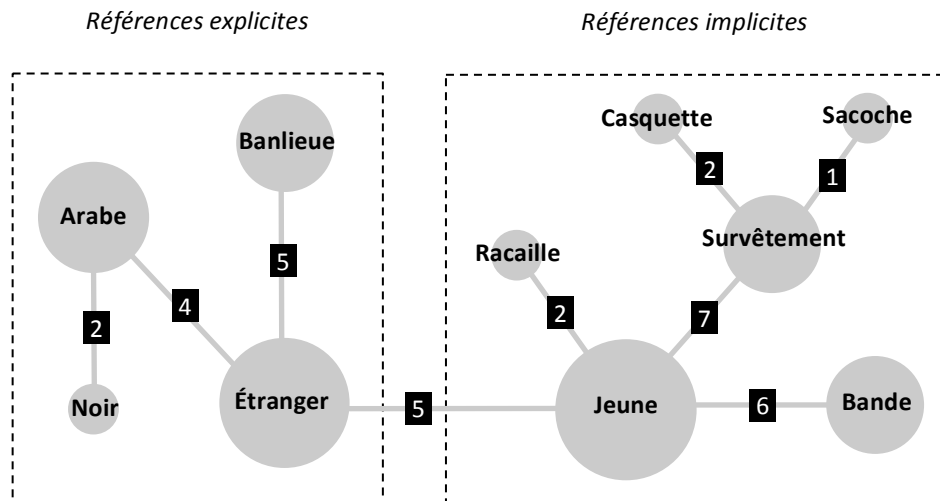 Références explicites
Références implicites
Banlieue
Arabe
5
4
2
Noir
Étranger
5
Casquette
Sacoche
2
1
Survêtement
Racaille
2
7
Jeune
6
Bande